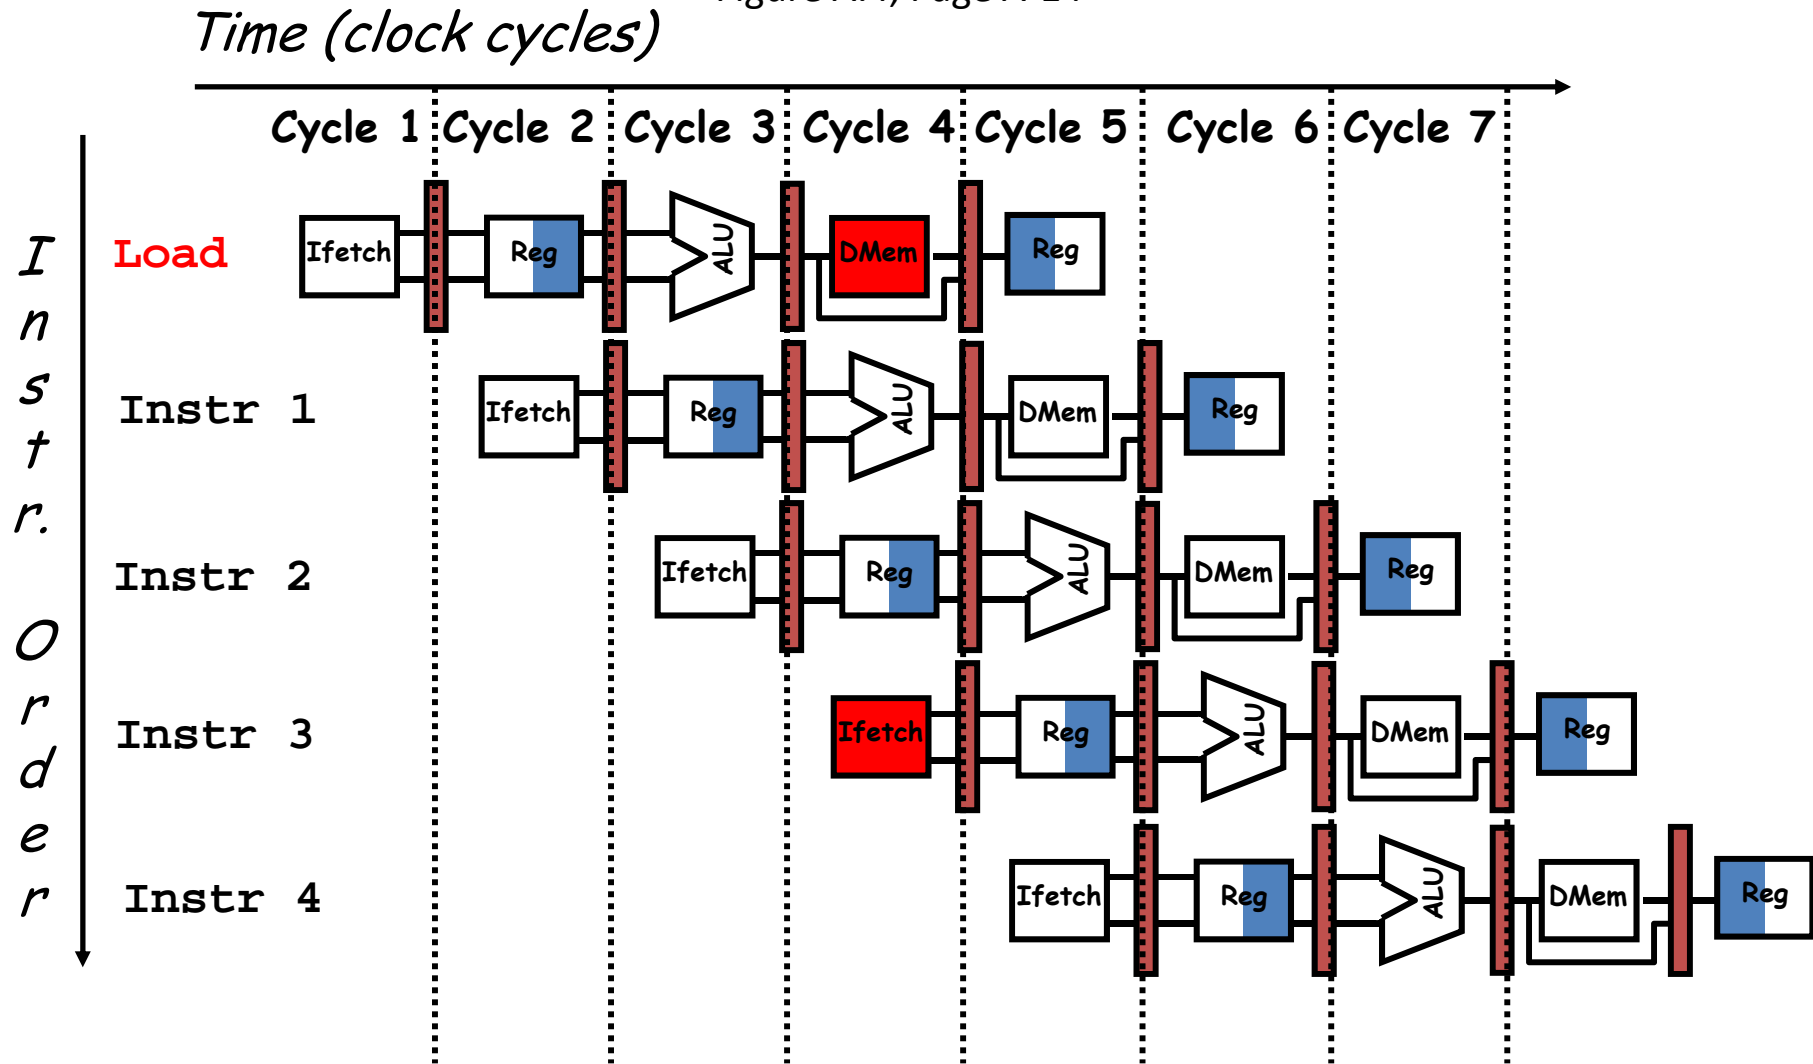 Time (clock cycles)
Cycle 1 Cycle 2 Cycle 3 Cycle 4 Cycle 5 Cycle 6 Cycle 7
Instr. Order
Load Ifetch Reg ALU DMem Reg
Instr 1 Ifetch Reg ALU DMem Reg
Instr 2 Ifetch Reg ALU DMem Reg
Instr 3 Ifetch Reg ALU DMem Reg
Instr 4 Ifetch Reg ALU DMem Reg